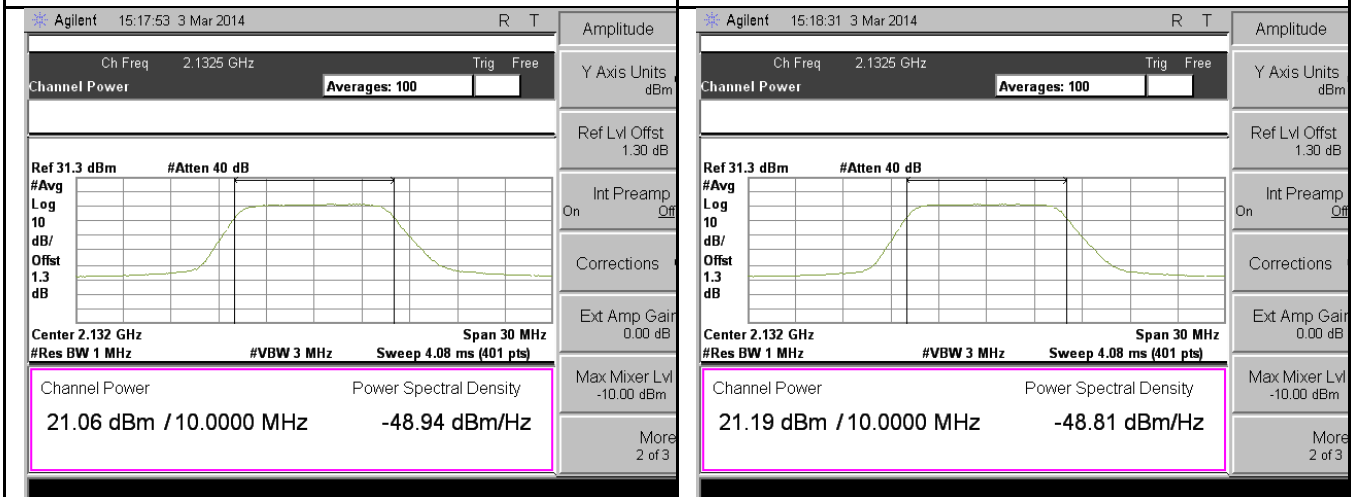 Agilent 15:17:53 3 Mar 2014 R T
Ch Freq 2.1325 GHz Trig Free
Channel Power Averages: 100
Ref 31.3 dBm #Atten 40 dB
#Avg
Log
10
dB/
Offst
1.3
dB
Center 2.132 GHz Span 30 MHz
#Res BW 1 MHz #VBW 3 MHz Sweep 4.08 ms (401 pts)
Channel Power Power Spectral Density
21.06 dBm / 10.0000 MHz -48.94 dBm/Hz
Amplitude
Y Axis Units
dBm
Ref Lvl Offst
1.30 dB
Int Preamp
On Off
Corrections
Ext Amp Gain
0.00 dB
Max Mixer Lvl
-10.00 dBm
More
2 of 3
Agilent 15:18:31 3 Mar 2014 R T
Ch Freq 2.1325 GHz Trig Free
Channel Power Averages: 100
Ref 31.3 dBm #Atten 40 dB
#Avg
Log
10
dB/
Offst
1.3
dB
Center 2.132 GHz Span 30 MHz
#Res BW 1 MHz #VBW 3 MHz Sweep 4.08 ms (401 pts)
Channel Power Power Spectral Density
21.19 dBm / 10.0000 MHz -48.81 dBm/Hz
Amplitude
Y Axis Units
dBm
Ref Lvl Offst
1.30 dB
Int Preamp
On Off
Corrections
Ext Amp Gain
0.00 dB
Max Mixer Lvl
-10.00 dBm
More
2 of 3